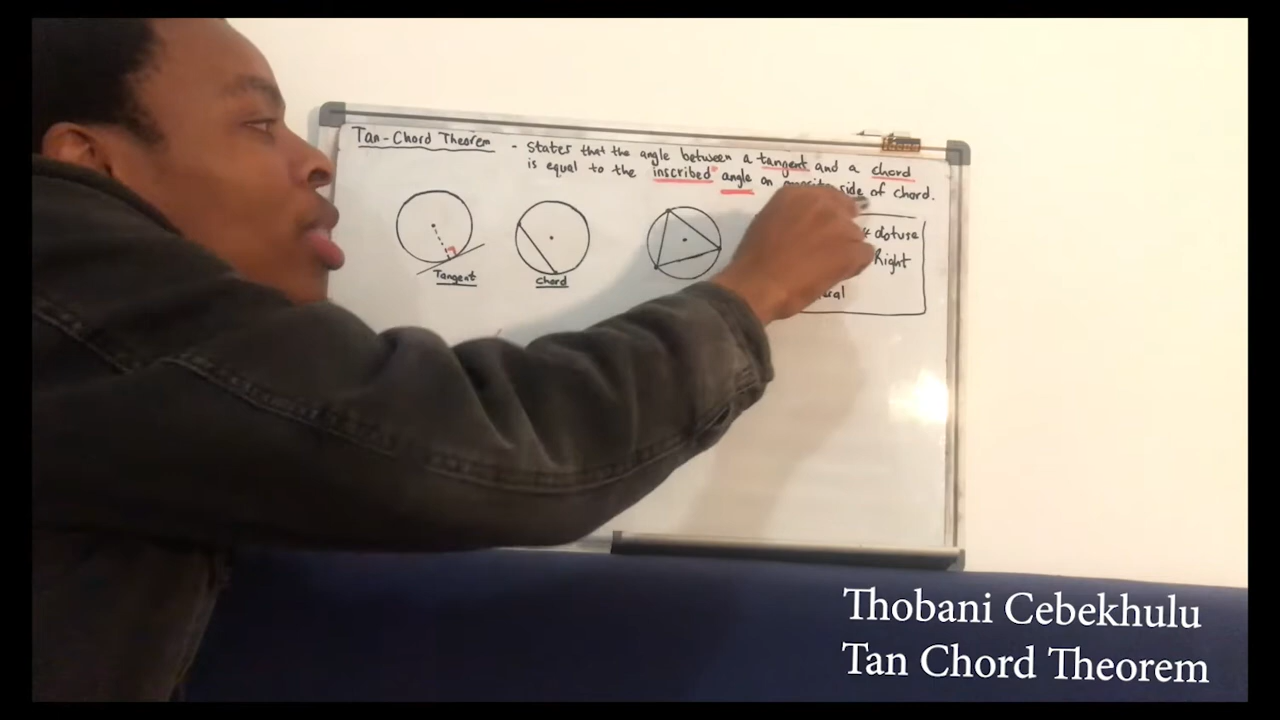 Tan-Chord Theorem - States that the angle between a tangent and a chord
is equal to the inscribed angle on side of chord.
Obtuse
Right
Tangent
Chord
Thobani Cebekhulu
Tan Chord Theorem